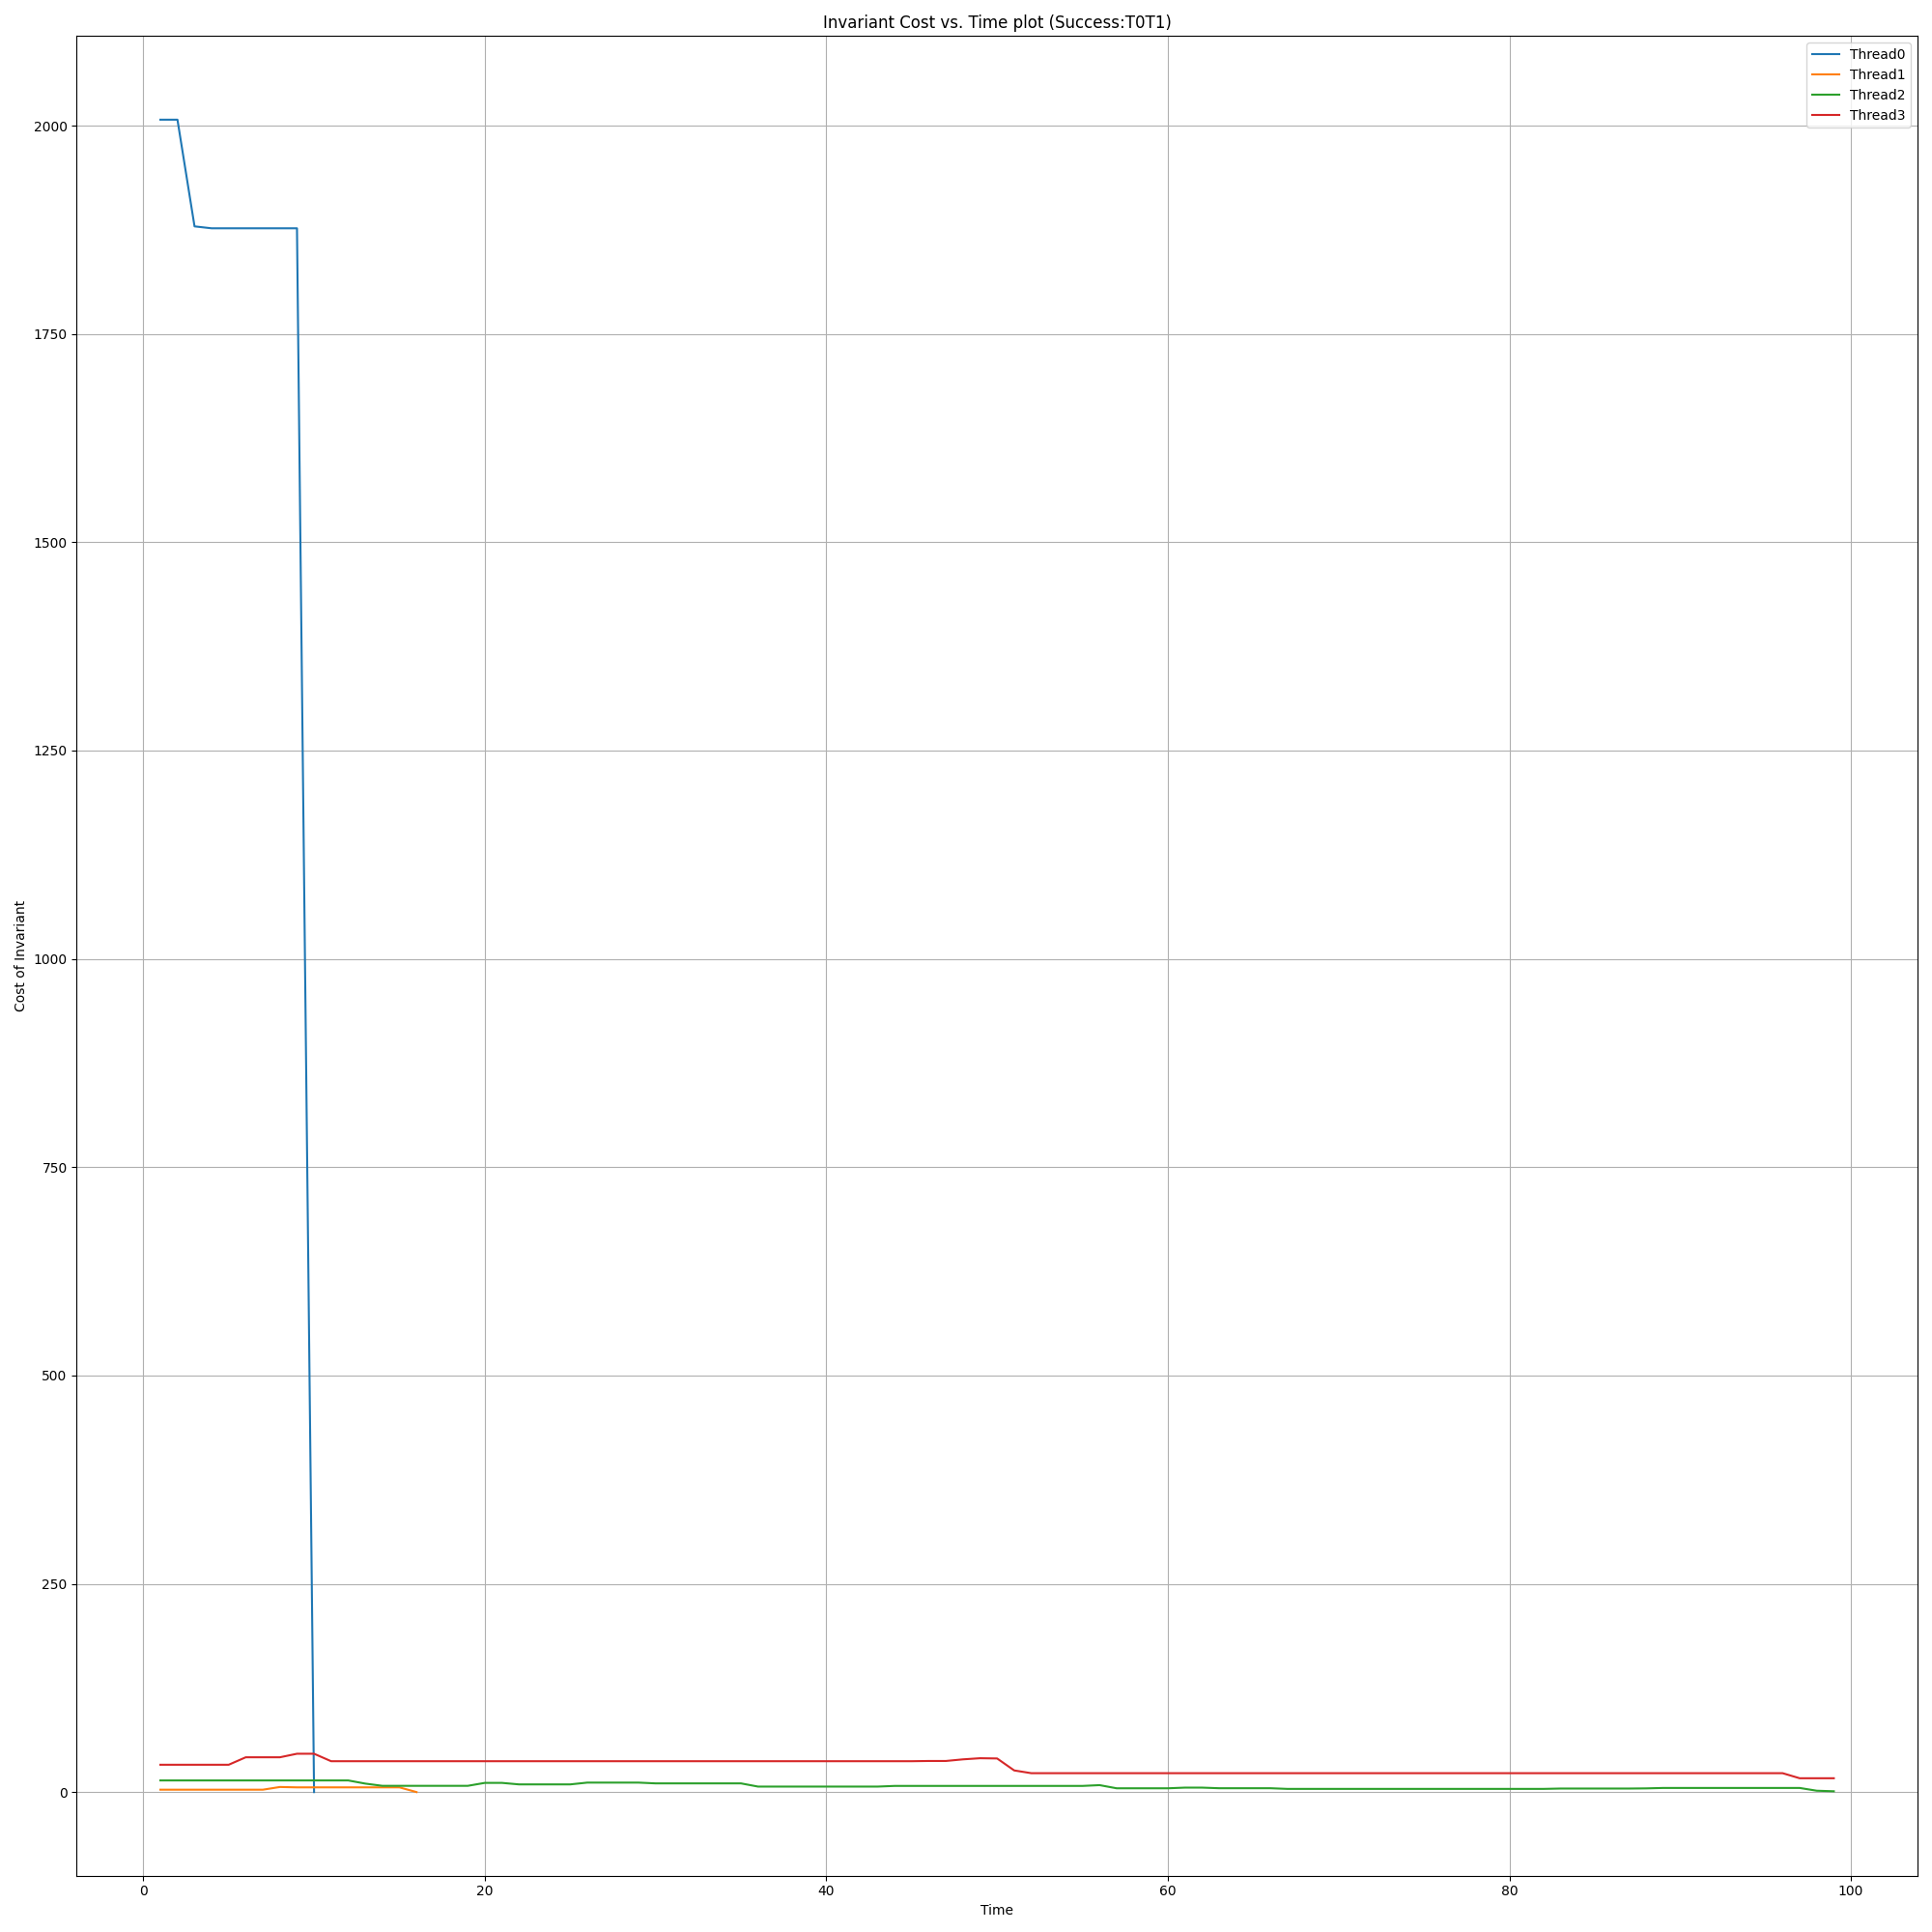 Invariant Cost vs. Time plot (Success:T0T1)
Thread0
Thread1
Thread2
Thread3
2000
1750
1500
1250
1000
750
500
250
0
Cost of Invariant
0 20 40 60 80 100
Time